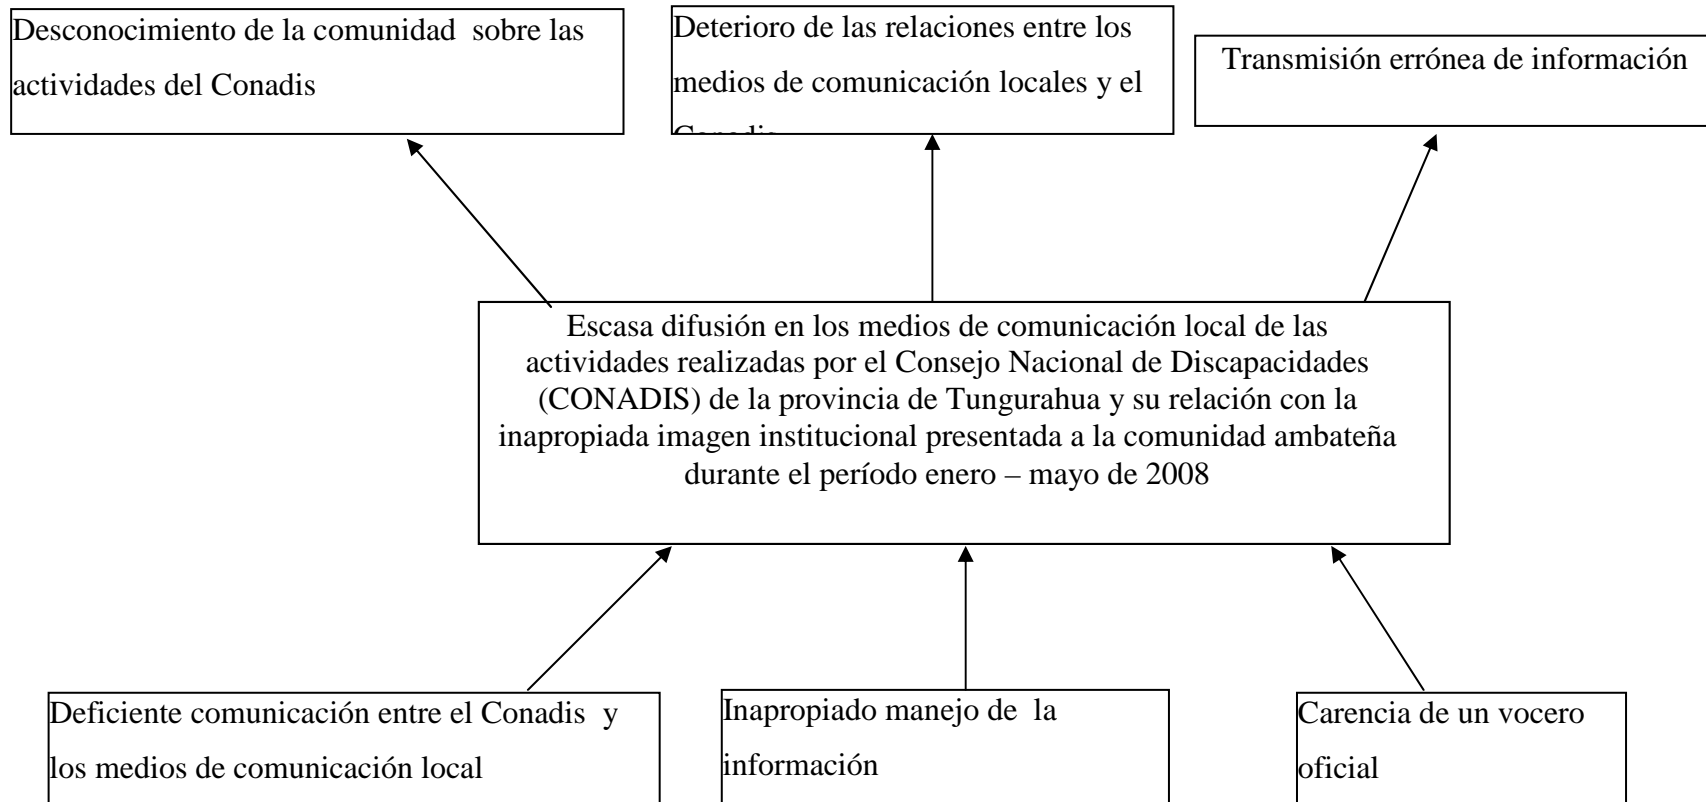 Desconocimiento de la comunidad  sobre las
actividades del Conadis
Deterioro de las relaciones entre los
medios de comunicación locales y el
Conadis
Transmisión errónea de información
Escasa difusión en los medios de comunicación local de las
actividades realizadas por el Consejo Nacional de Discapacidades
(CONADIS) de la provincia de Tungurahua y su relación con la
inapropiada imagen institucional presentada a la comunidad ambateña
durante el período enero – mayo de 2008
Deficiente comunicación entre el Conadis  y
los medios de comunicación local
Inapropiado manejo de  la
información
Carencia de un vocero
oficial